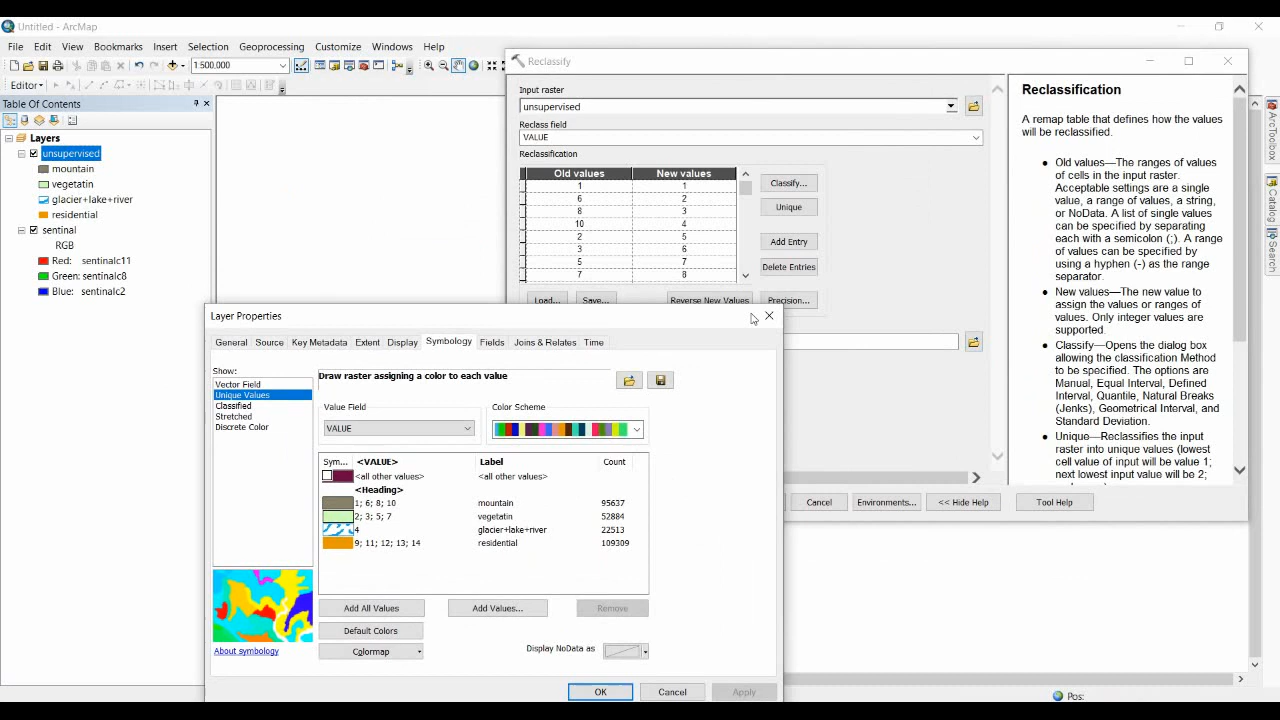 Untitled - ArcMap
File Edit View Bookmarks Insert Selection Geoprocessing Customize Windows Help
1:500,000
Editor
Table Of Contents
Layers
unsupervised
mountain
vegetatin
glacier+lake+river
residential
sentinal
RGB
Red: sentinalc11
Green: sentinalc8
Blue: sentinalc2
Reclassify
Input raster
unsupervised
Reclass field
VALUE
Reclassification
Old values New values
1 1
6 2
8 3
10 4
2 5
3 6
5 7
7 8
Classify...
Unique
Add Entry
Delete Entries
Load... Save... Reverse New Values Precision...
Cancel Environments... << Hide Help Tool Help
Reclassification
A remap table that defines how the values
will be reclassified.
• Old values—The ranges of
values of cells in the input raster.
Acceptable settings are a single
value, a range of values, a string,
or NoData. A list of single values
can be specified by separating
each with a semicolon (;). A range
of values can be specified by
using a hyphen (-) as the range
separator.
• New values—The new value to
assign the values or ranges of
values. Only integer values are
supported.
• Classify—Opens the dialog box
allowing the classification Method
to be specified. The options are
Manual, Equal Interval, Defined
Interval, Quantile, Natural Breaks
(Jenks), Geometrical Interval, and
Standard Deviation.
• Unique—Reclassifies the input
raster into unique values (lowest
cell value of input will be value 1;
next lowest input value will be 2;
ArcToolbox
Catalog
Search
Layer Properties
General Source Key Metadata Extent Display Symbology Fields Joins & Relates Time
Show:
Vector Field
Unique Values
Classified
Stretched
Discrete Color
About symbology
Draw raster assigning a color to each value
Value Field
VALUE
Color Scheme
Sym... <VALUE> Label Count
<all other values> <all other values>
<Heading>
1; 6; 8; 10 mountain 95637
2; 3; 5; 7 vegetatin 52884
4 glacier+lake+river 22513
9; 11; 12; 13; 14 residential 109309
Add All Values Add Values... Remove
Default Colors
Colormap
Display NoData as
OK Cancel Apply
Pos: